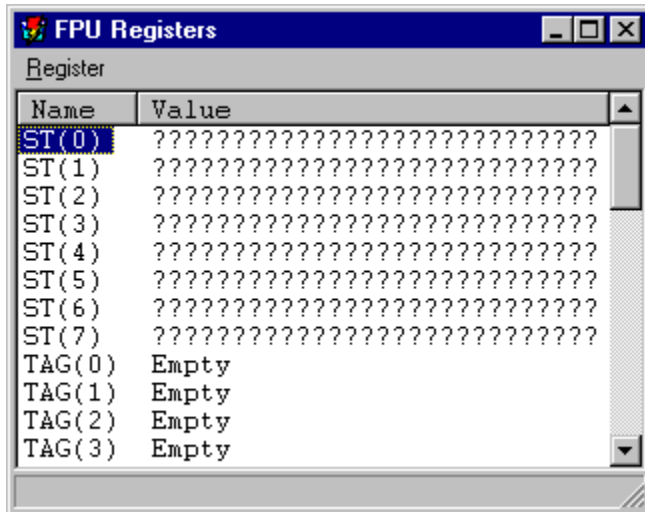 FPU Registers
Register
Name Value
ST(0) ???????????????????????????
ST(1) ???????????????????????????
ST(2) ???????????????????????????
ST(3) ???????????????????????????
ST(4) ???????????????????????????
ST(5) ???????????????????????????
ST(6) ???????????????????????????
ST(7) ???????????????????????????
TAG(0) Empty
TAG(1) Empty
TAG(2) Empty
TAG(3) Empty